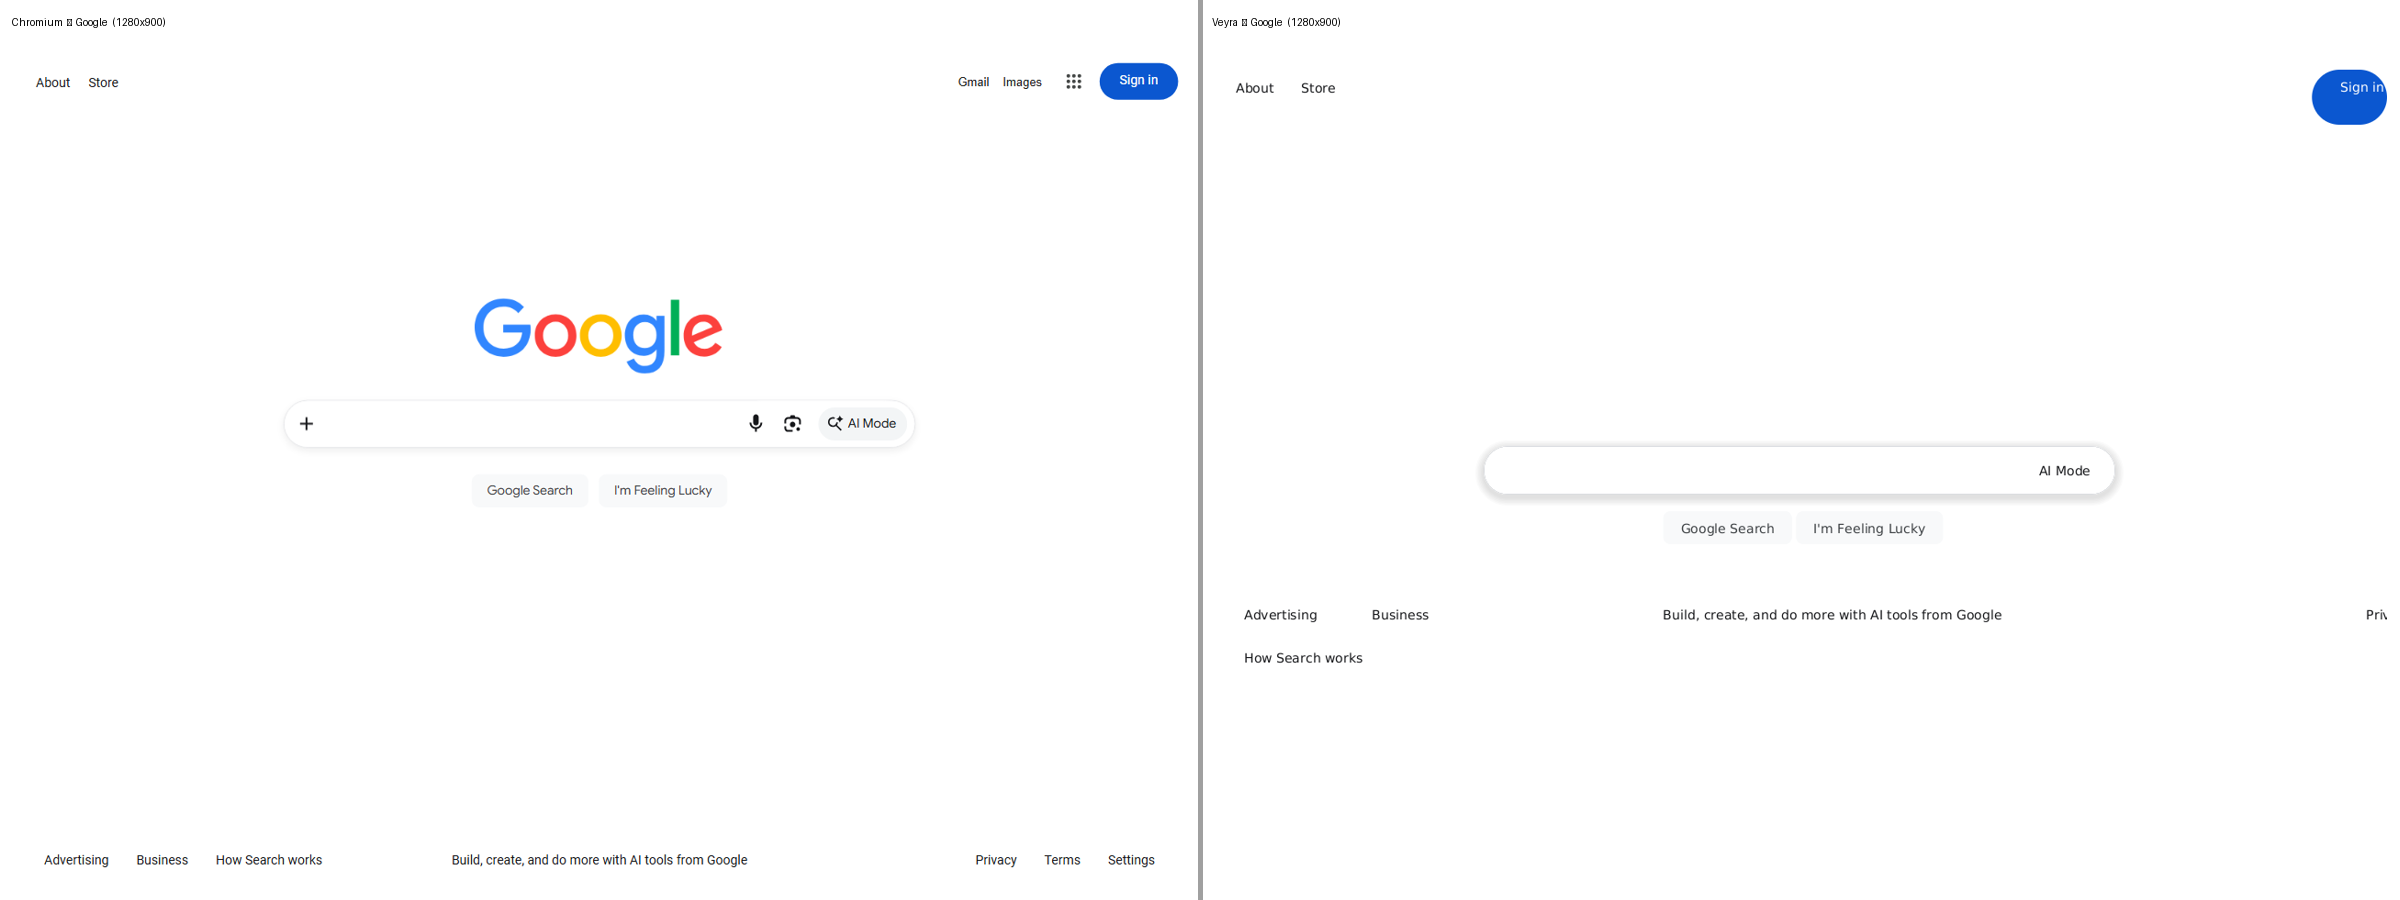 Chromium ▯ Google (1280x900)
About Store Gmail Images Sign in
Google
AI Mode
Google Search I'm Feeling Lucky
Advertising Business How Search works Build, create, and do more with AI tools from Google Privacy Terms Settings
Veyra ▯ Google (1280x900)
About Store Sign in
AI Mode
Google Search I'm Feeling Lucky
Advertising Business Build, create, and do more with AI tools from Google Priv
How Search works